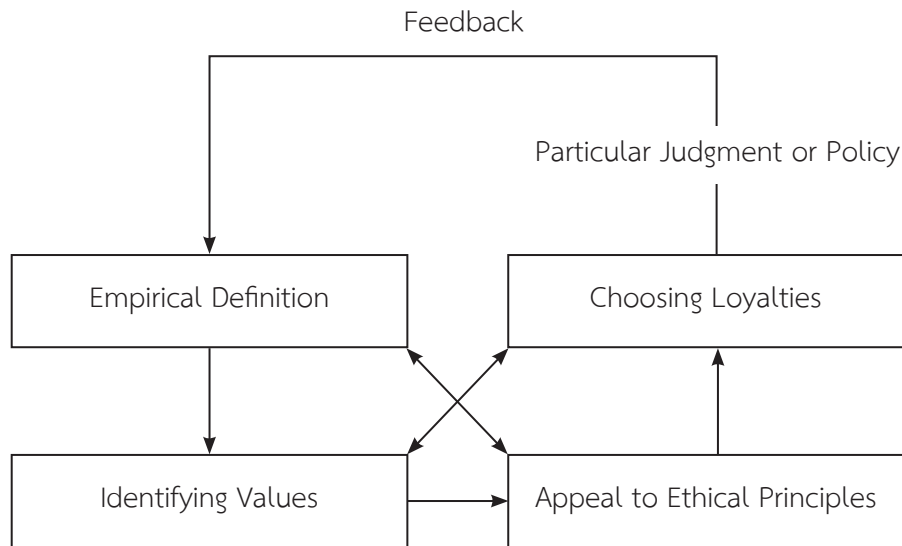 Feedback
Particular Judgment or Policy
Empirical Definition
Choosing Loyalties
Identifying Values
Appeal to Ethical Principles